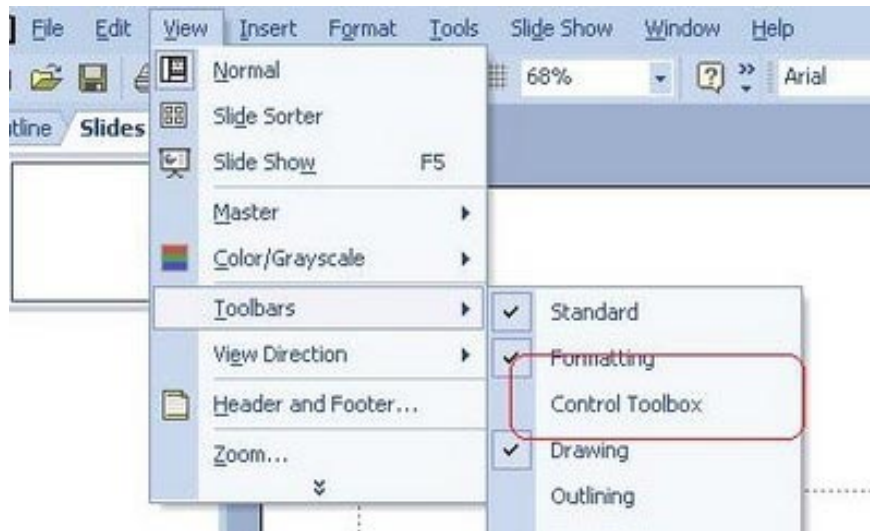 File Edit View Insert Format Tools Slide Show Window Help
68% Arial
Slides
Normal
Slide Sorter
Slide Show F5
Master
Color/Grayscale
Toolbars
View Direction
Header and Footer...
Zoom...
Standard
Formatting
Control Toolbox
Drawing
Outlining